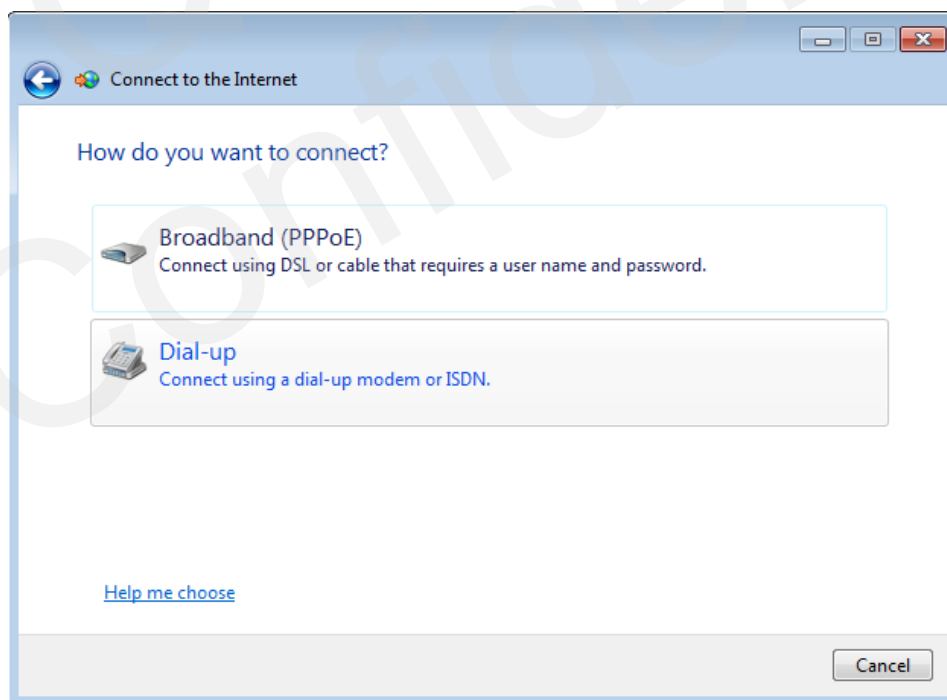 Connect to the Internet
How do you want to connect?
Broadband (PPPoE)
Connect using DSL or cable that requires a user name and password.
Dial-up
Connect using a dial-up modem or ISDN.
Help me choose
Cancel